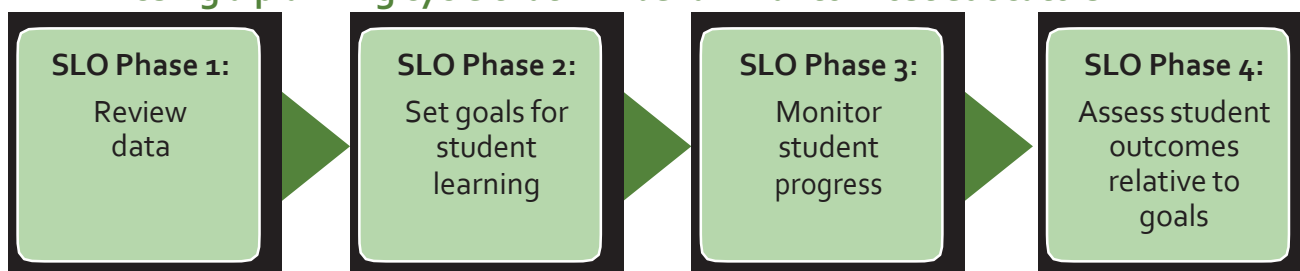 SLO Phase 1:
Review
data
SLO Phase 2:
Set goals for
student
learning
SLO Phase 3:
Monitor
student
progress
SLO Phase 4:
Assess student
outcomes
relative to
goals